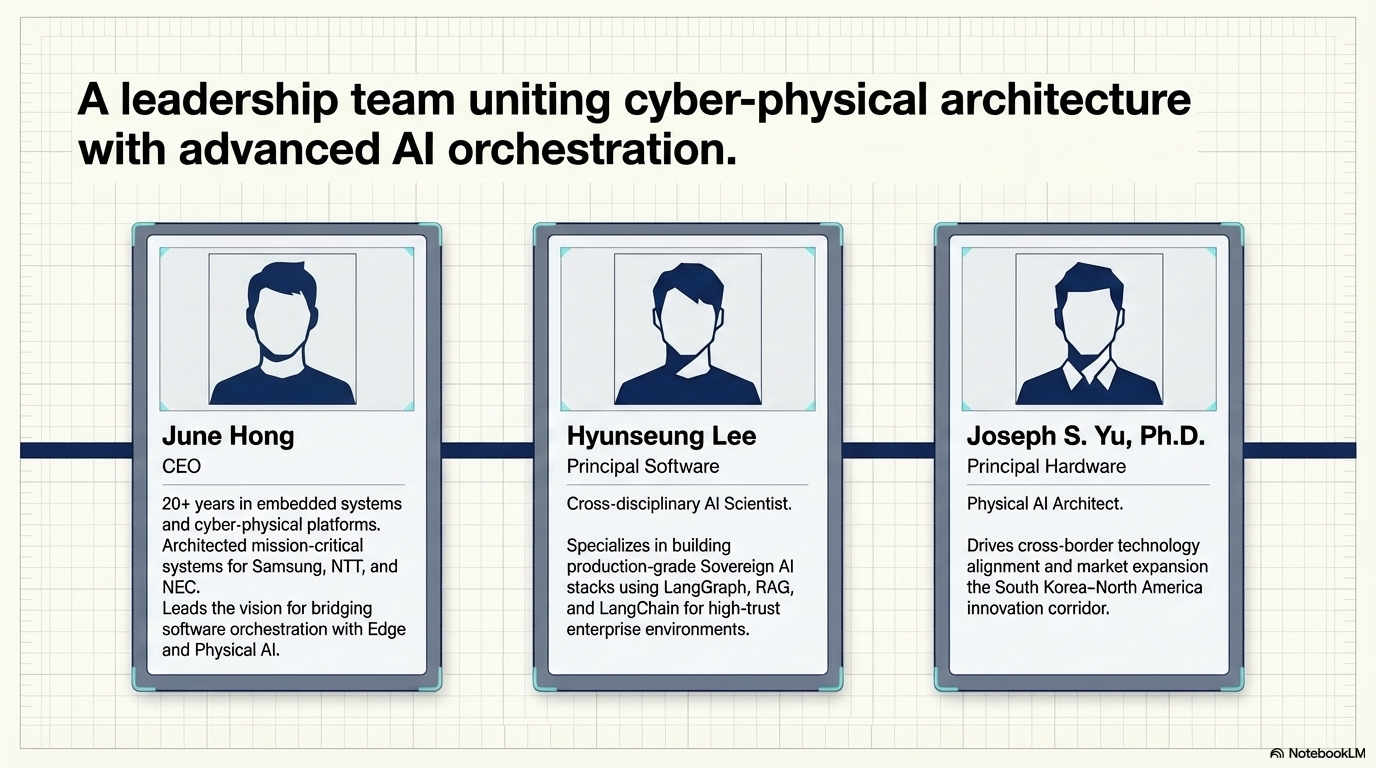 A leadership team uniting cyber-physical architecture
with advanced AI orchestration.
June Hong
CEO
20+ years in embedded systems
and cyber-physical platforms.
Architected mission-critical
systems for Samsung, NTT, and
NEC.
Leads the vision for bridging
software orchestration with Edge
and Physical AI.
Hyunseung Lee
Principal Software
Cross-disciplinary AI Scientist.
Specializes in building
production-grade Sovereign AI
stacks using LangGraph, RAG,
and LangChain for high-trust
enterprise environments.
Joseph S. Yu, Ph.D.
Principal Hardware
Physical AI Architect.
Drives cross-border technology
alignment and market expansion
the South Korea–North America
innovation corridor.
NotebookLM